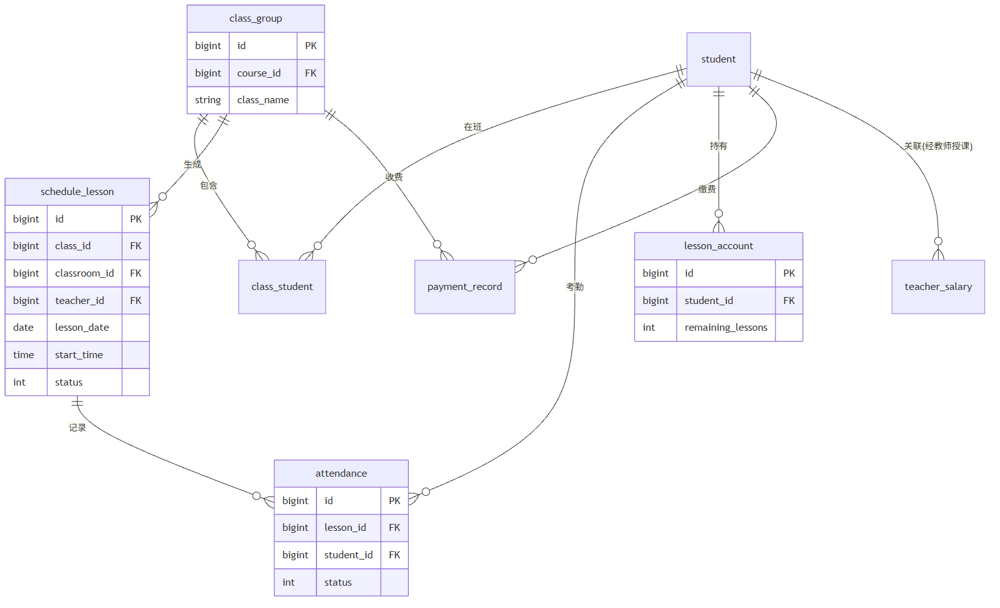 class_group
bigint id PK
bigint course_id FK
string class_name
student
在班
关联(经教师授课)
持有
生成
收费
包含
缴费
schedule_lesson
bigint id PK
bigint class_id FK
bigint classroom_id FK
bigint teacher_id FK
date lesson_date
time start_time
int status
class_student
payment_record
考勤
lesson_account
bigint id PK
bigint student_id FK
int remaining_lessons
teacher_salary
记录
attendance
bigint id PK
bigint lesson_id FK
bigint student_id FK
int status